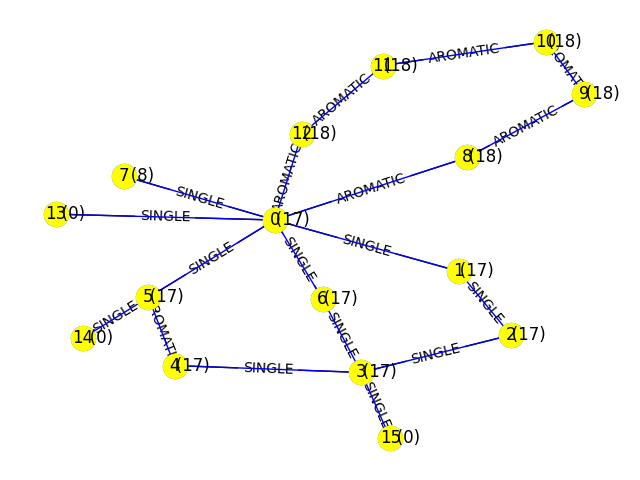 10(18)
AROMATIC
11(18)
AROMATIC
9(18)
AROMATIC
12(18)
AROMATIC
8(18)
7(8)
AROMATIC
AROMATIC
SINGLE
13(0)
SINGLE
0(17)
SINGLE
SINGLE
SINGLE
1(17)
5(17)
6(17)
SINGLE
SINGLE
14(0)
AROMATIC
SINGLE
2(17)
SINGLE
4(17)
SINGLE
3(17)
SINGLE
15(0)